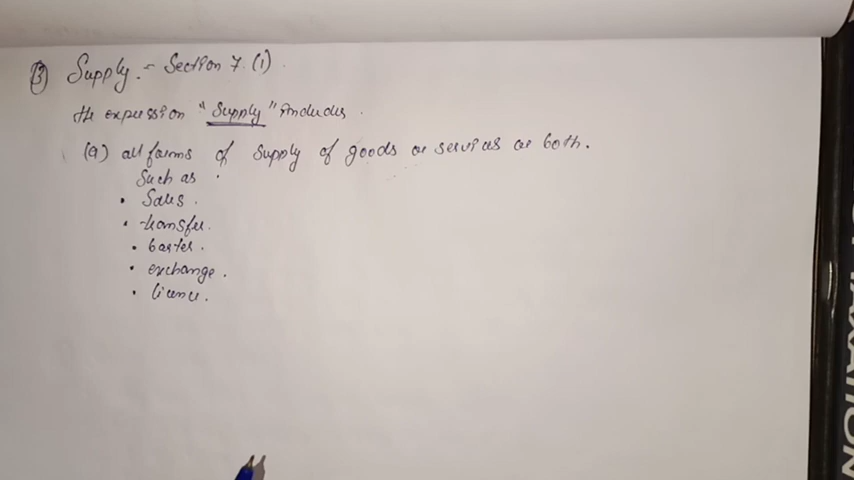 B) Supply. - Section 7.(1).
the expression "Supply" includes.
(a) all forms of supply of goods or services or both.
Such as
• Sales.
• transfer.
• barter.
• exchange.
• licence.
TAXATION